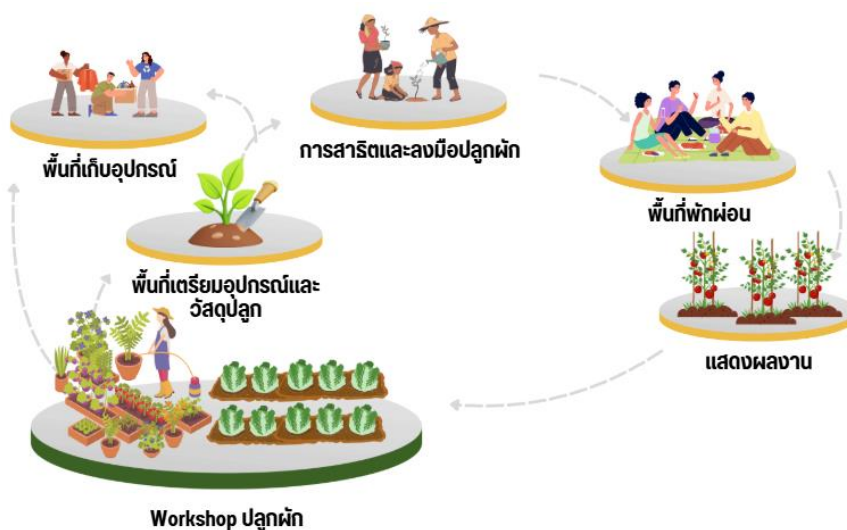 การสาธิตและลงมือปลูกผัก
พื้นที่เก็บอุปกรณ์
พื้นที่พักผ่อน
พื้นที่เตรียมอุปกรณ์และ
วัสดุปลูก
แสดงผลงาน
Workshop ปลูกผัก